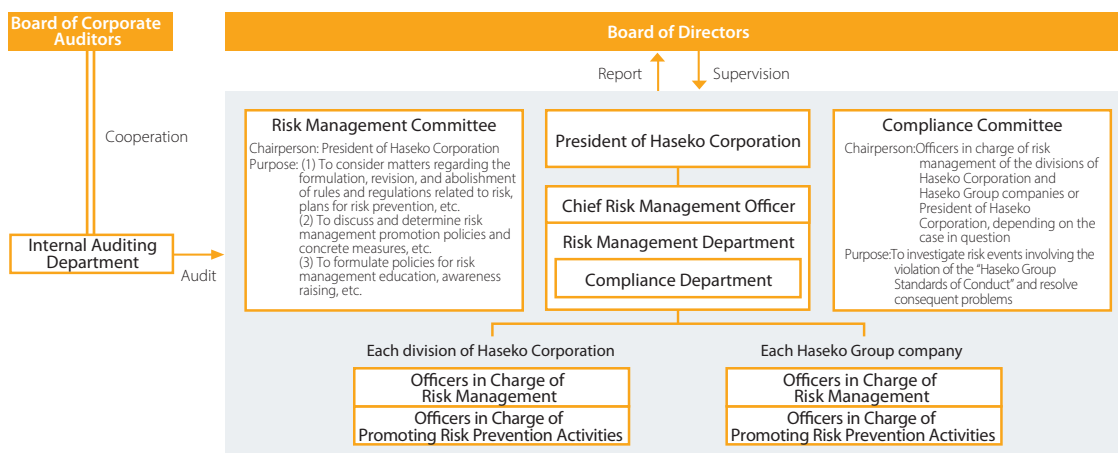 Board of Corporate
Auditors
Board of Directors
Report
Supervision
Cooperation
Risk Management Committee
Chairperson: President of Haseko Corporation
Purpose: (1) To consider matters regarding the
formulation, revision, and abolishment
of rules and regulations related to risk,
plans for risk prevention, etc.
(2) To discuss and determine risk
management promotion policies and
concrete measures, etc.
(3) To formulate policies for risk
management education, awareness
raising, etc.
President of Haseko Corporation
Chief Risk Management Officer
Risk Management Department
Compliance Department
Compliance Committee
Chairperson:Officers in charge of risk
management of the divisions of
Haseko Corporation and
Haseko Group companies or
President of Haseko
Corporation, depending on the
case in question
Purpose:To investigate risk events involving the
violation of the “Haseko Group
Standards of Conduct” and resolve
consequent problems
Internal Auditing
Department
Audit
Each division of Haseko Corporation
Officers in Charge of
Risk Management
Officers in Charge of
Promoting Risk Prevention Activities
Each Haseko Group company
Officers in Charge of
Risk Management
Officers in Charge of
Promoting Risk Prevention Activities